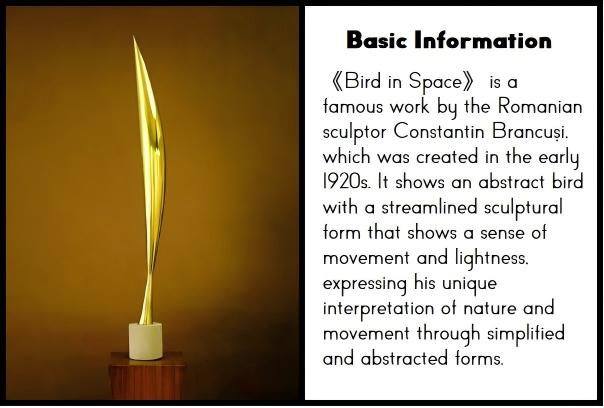 Basic Information
《Bird in Space》 is a
famous work by the Romanian
sculptor Constantin Brancuși,
which was created in the early
1920s. It shows an abstract bird
with a streamlined sculptural
form that shows a sense of
movement and lightness,
expressing his unique
interpretation of nature and
movement through simplified
and abstracted forms.